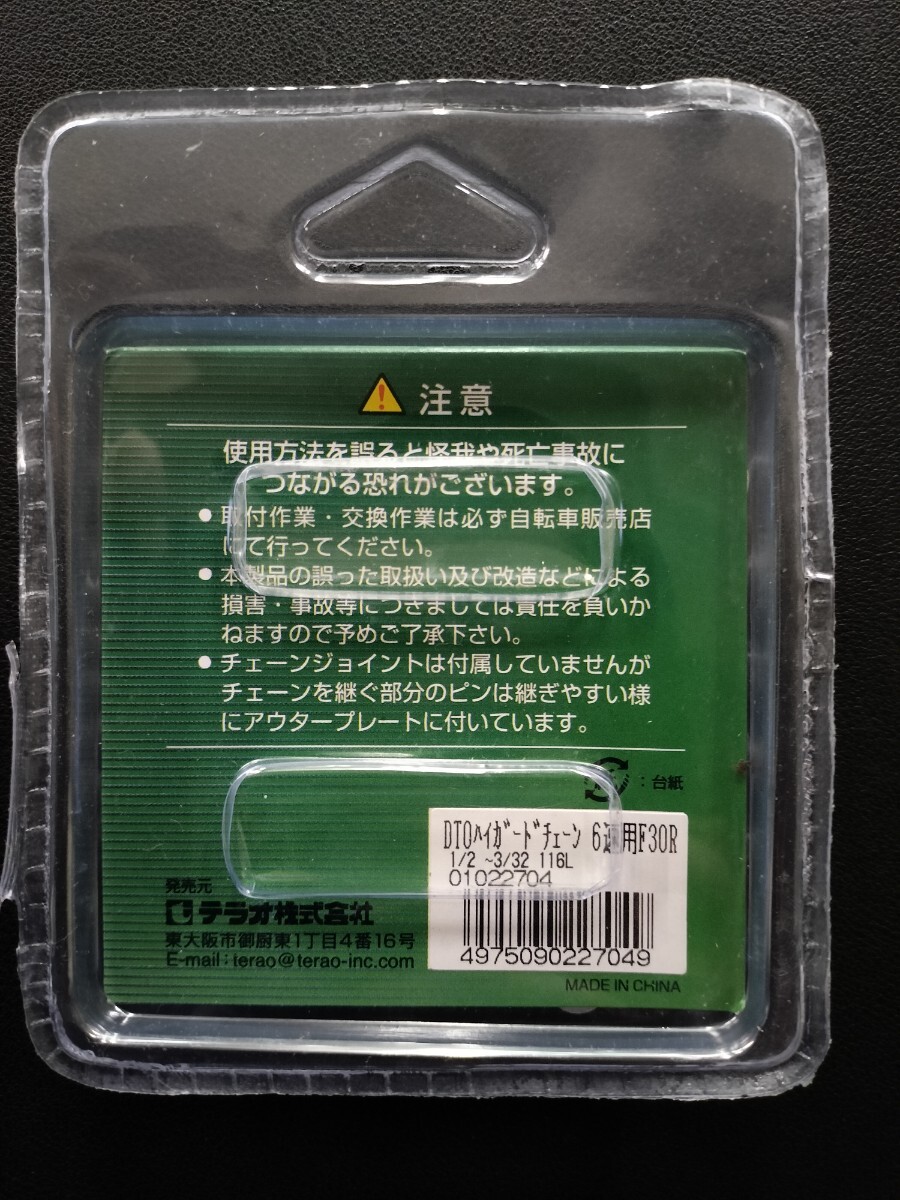 注意
使用方法を誤ると怪我や死亡事故に
つながる恐れがございます。
●取付作業・交換作業は必ず自転車販売店
にて行ってください。
●本製品の誤った取扱い及び改造などによる
損害・事故等につきましては責任を負いか
ねますので予めご了承下さい。
●チェーンジョイントは付属していませんが
チェーンを継ぐ部分のピンは継ぎやすい様
にアウタープレートに付いています。
：台紙
DTOﾊｲｶﾞｰﾄﾞﾁｪｰﾝ 6速用F30R
1/2 ~3/32 116L
01022704
4975090227049
発売元
テラオ株式会社
東大阪市御厨東1丁目4番16号
E-mail：terao@terao-inc.com
MADE IN CHINA